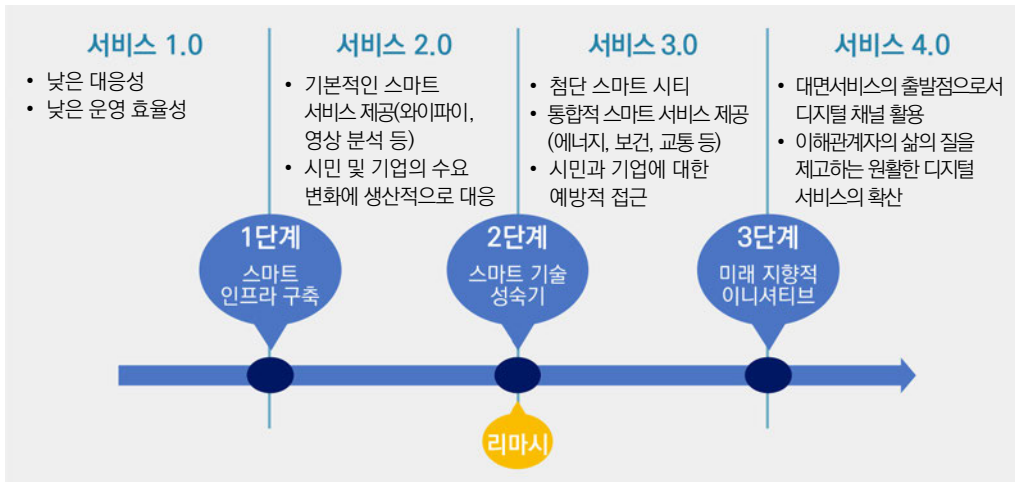 서비스 1.0
• 낮은 대응성
• 낮은 운영 효율성
서비스 2.0
• 기본적인 스마트
서비스 제공(와이파이,
영상 분석 등)
• 시민 및 기업의 수요
변화에 생산적으로 대응
서비스 3.0
• 첨단 스마트 시티
• 통합적 스마트 서비스 제공
(에너지, 보건, 교통 등)
• 시민과 기업에 대한
예방적 접근
서비스 4.0
• 대면서비스의 출발점으로서
디지털 채널 활용
• 이해관계자의 삶의 질을
제고하는 원활한 디지털
서비스의 확산
1단계
스마트
인프라 구축
2단계
스마트 기술
성숙기
3단계
미래 지향적
이니셔티브
리마시